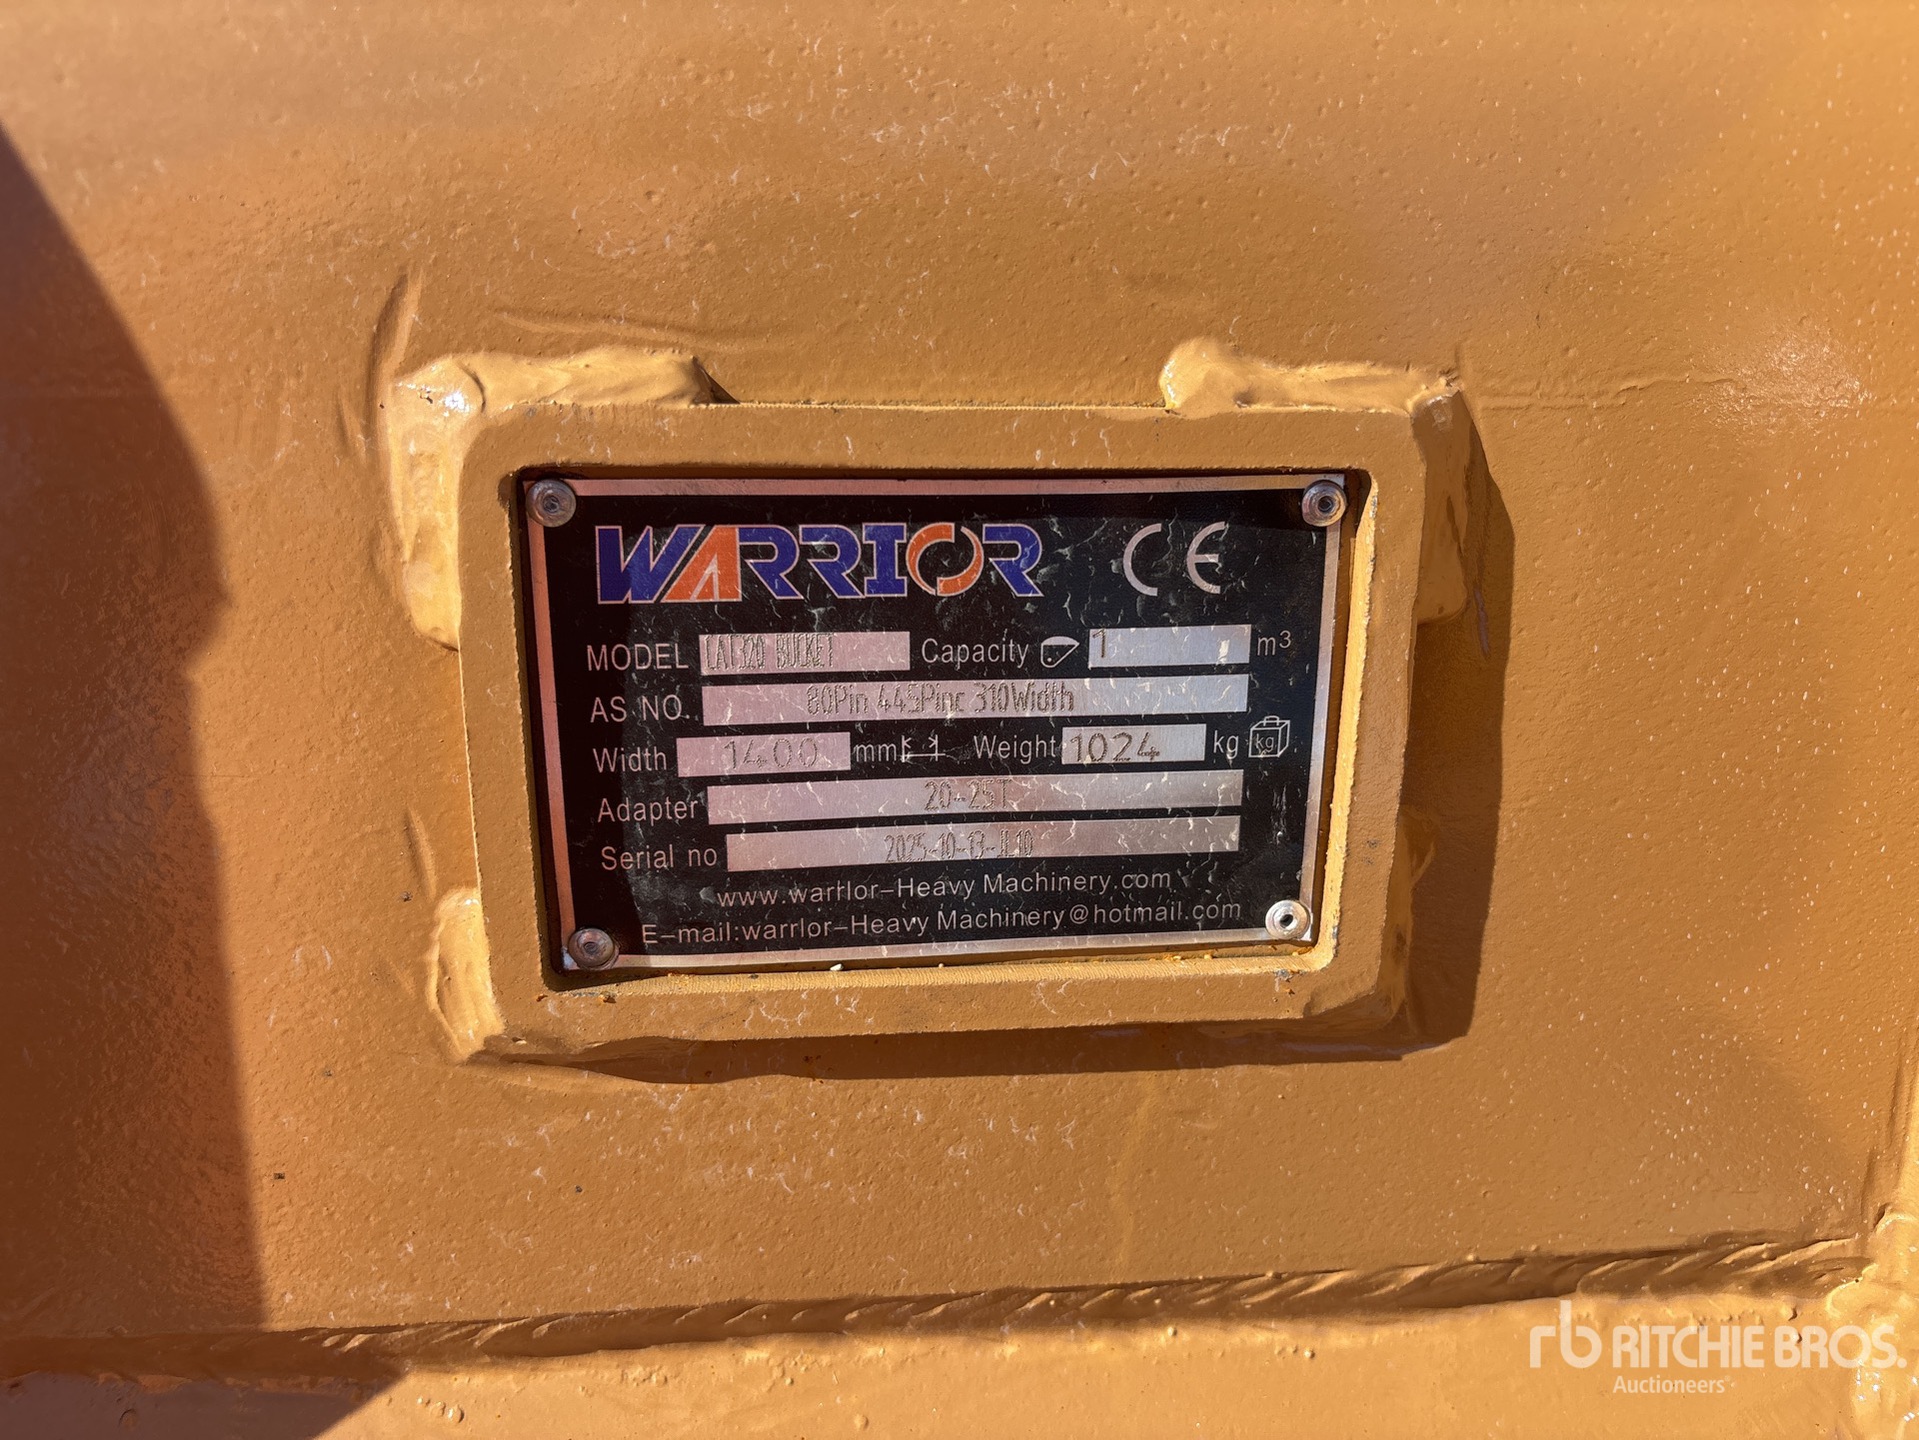 WARRIOR CE
MODEL CAT320 BUCKET Capacity 1 m³
AS NO. 80Pin 445Pinc 310Width
Width 1400 mm Weight 1024 kg kg
Adapter 20-25T
Serial no 2025-10-13-JL10
www.warrlor-Heavy Machinery.com
E-mail:warrlor-Heavy Machinery@hotmail.com
rb RITCHIE BROS.
Auctioneers